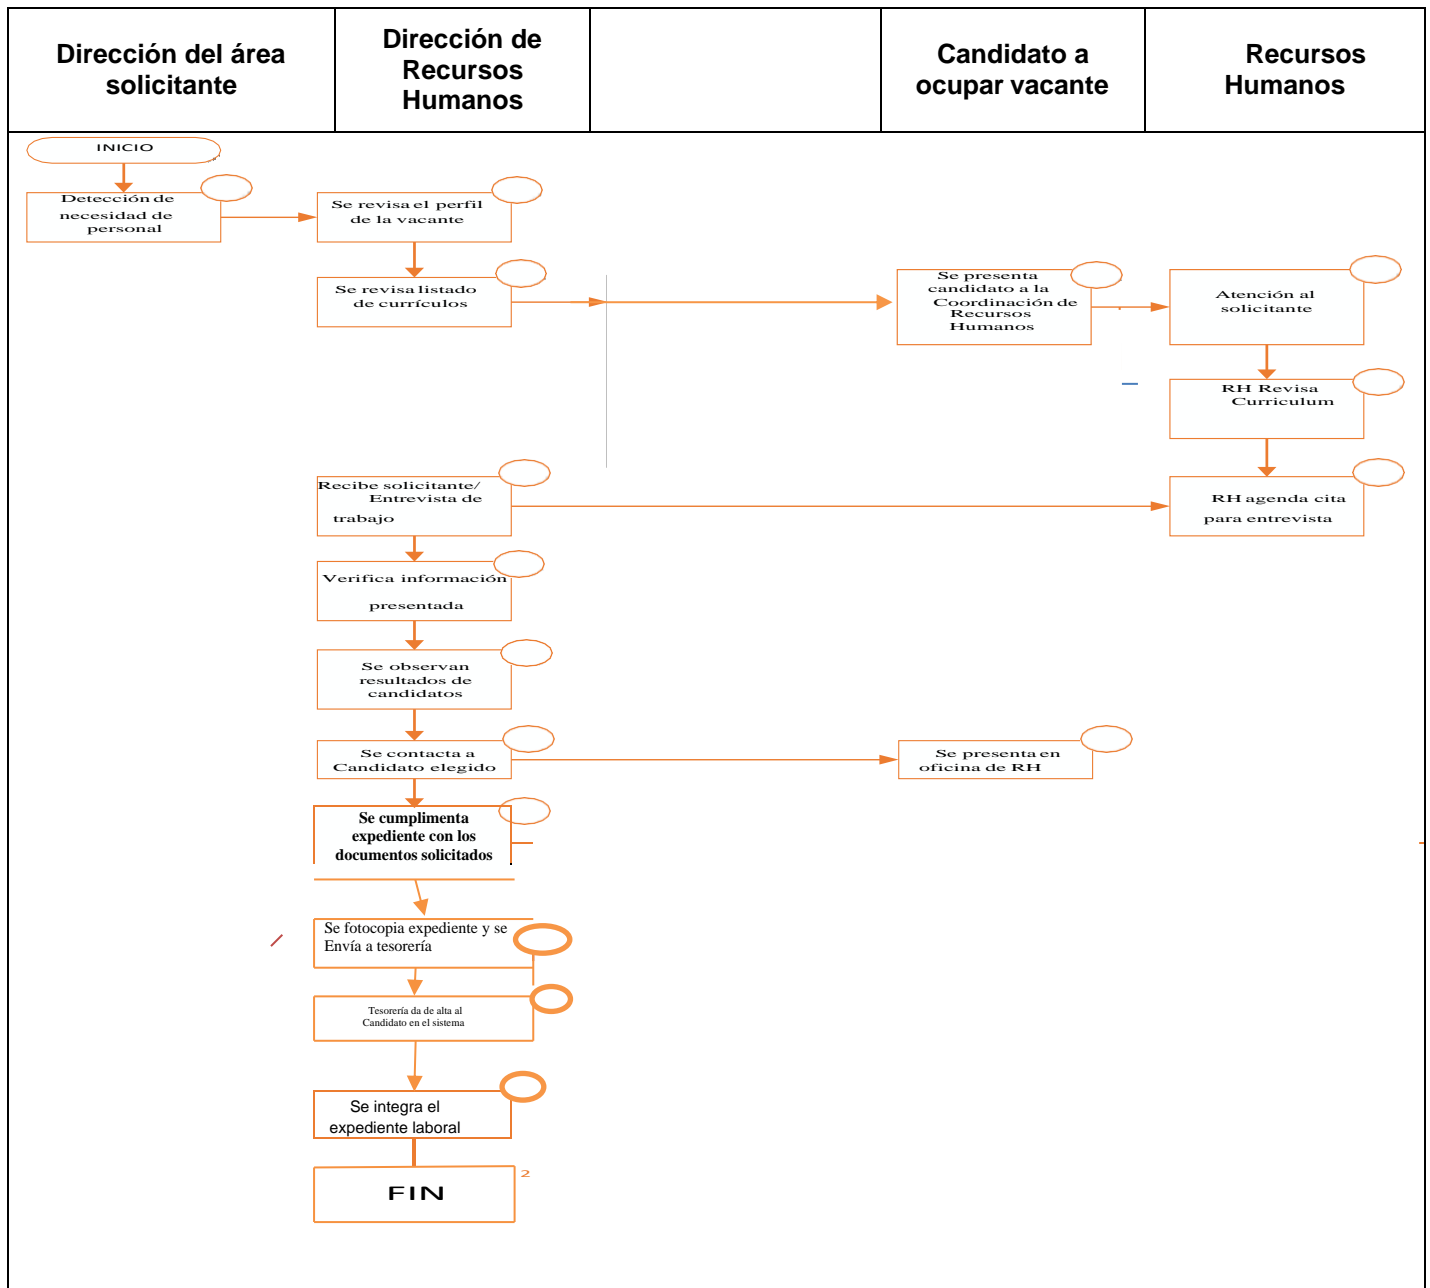 Dirección del área
solicitante
Dirección de
Recursos
Humanos
Candidato a
ocupar vacante
Recursos
Humanos
INICIO
Detección de
necesidad de
personal
Se revisa el perfil
de la vacante
Se revisa listado
de currículos
Se presenta
candidato a la
Coordinación de
Recursos
Humanos
Atención al
solicitante
RH Revisa
Curriculum
Recibe solicitante/
Entrevista de
trabajo
RH agenda cita
para entrevista
Verifica información
presentada
Se observan
resultados de
candidatos
Se contacta a
Candidato elegido
Se presenta en
oficina de RH
Se cumplimenta
expediente con los
documentos solicitados
Se fotocopia expediente y se
Envía a tesorería
Tesorería da de alta al
Candidato en el sistema
Se integra el
expediente laboral
2
FIN